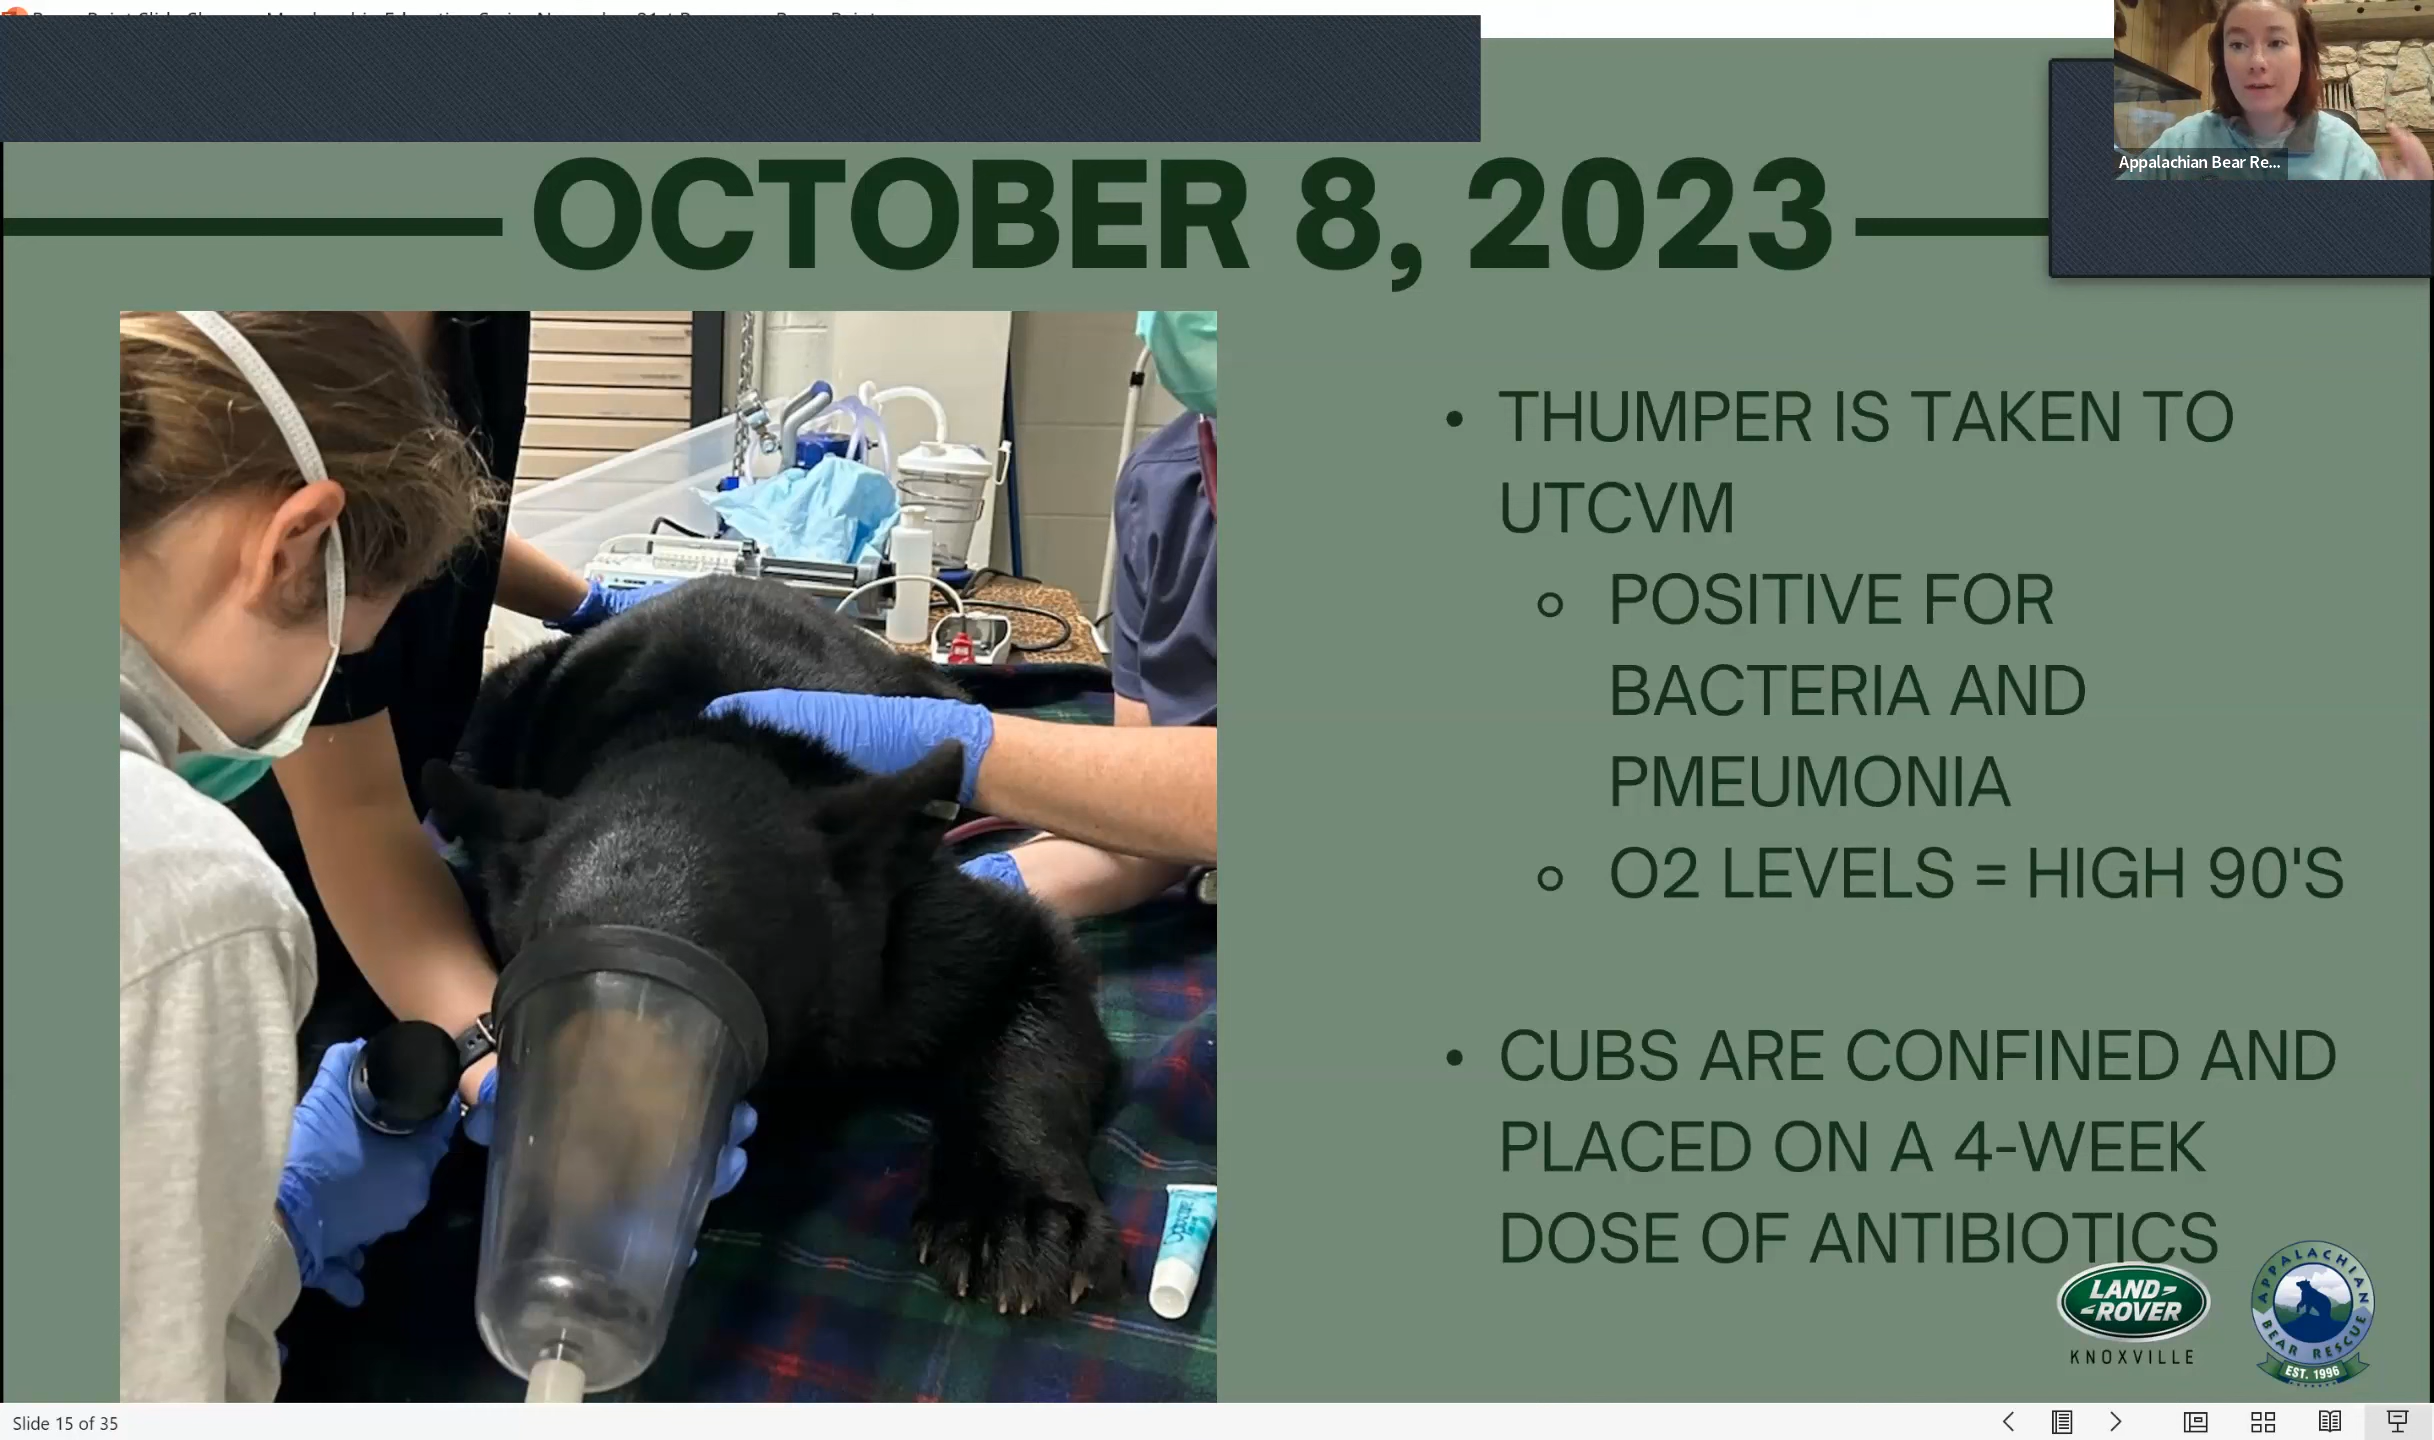 Appalachian Bear Re...
OCTOBER 8, 2023
• THUMPER IS TAKEN TO
UTCVM
○ POSITIVE FOR
BACTERIA AND
PMEUMONIA
○ O2 LEVELS = HIGH 90'S
• CUBS ARE CONFINED AND
PLACED ON A 4-WEEK
DOSE OF ANTIBIOTICS
LAND
ROVER
KNOXVILLE
APPALACHIAN
BEAR RESCUE
EST. 1996
Slide 15 of 35